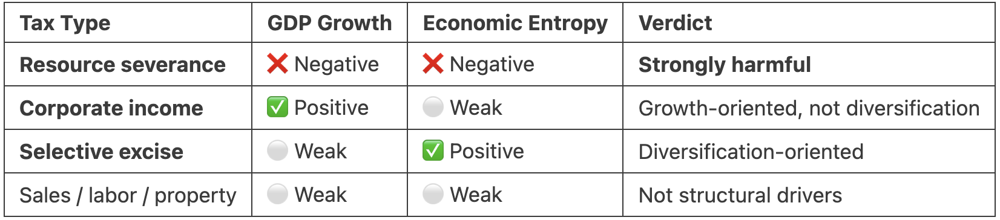 Tax Type GDP Growth Economic Entropy Verdict
Resource severance ❌ Negative ❌ Negative Strongly harmful
Corporate income ✅ Positive ⚪ Weak Growth-oriented, not diversification
Selective excise ⚪ Weak ✅ Positive Diversification-oriented
Sales / labor / property ⚪ Weak ⚪ Weak Not structural drivers